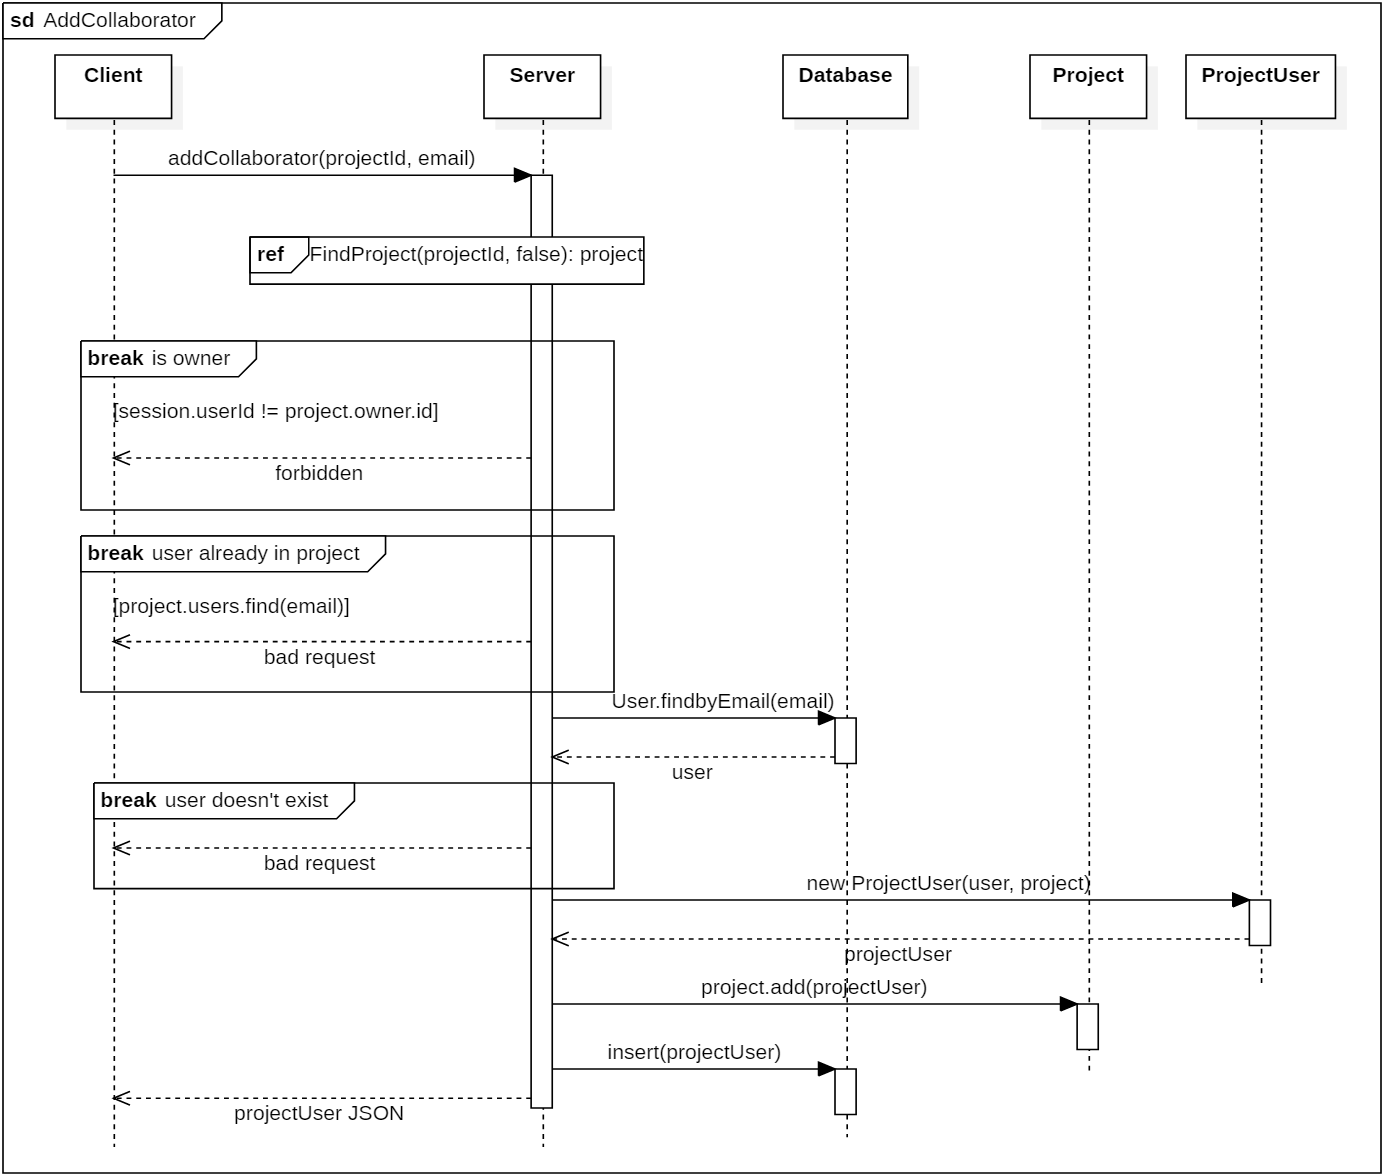 sd AddCollaborator
Client
Server
Database
Project
ProjectUser
addCollaborator(projectId, email)
ref FindProject(projectId, false): project
break is owner
[session.userId != project.owner.id]
forbidden
break user already in project
[project.users.find(email)]
bad request
User.findbyEmail(email)
user
break user doesn't exist
bad request
new ProjectUser(user, project)
projectUser
project.add(projectUser)
insert(projectUser)
projectUser JSON